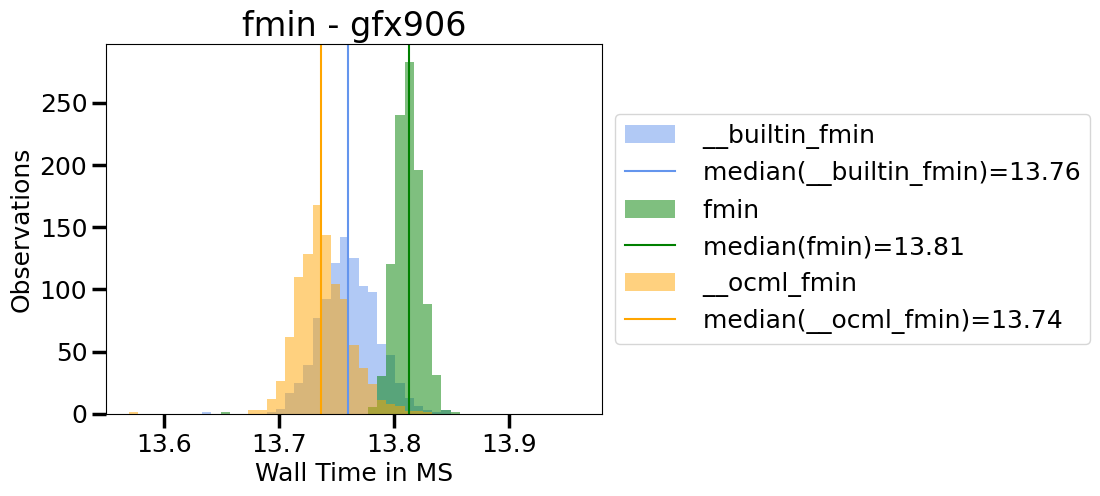 fmin - gfx906
Observations
250
200
150
100
50
0
13.6 13.7 13.8 13.9
Wall Time in MS
__builtin_fmin
median(__builtin_fmin)=13.76
fmin
median(fmin)=13.81
__ocml_fmin
median(__ocml_fmin)=13.74